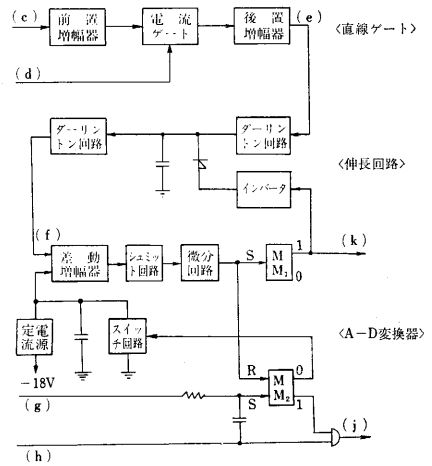 (c)
前置
増幅器
電流
ゲート
後置
増幅器
(e)
〈直線ゲート〉
(d)
ダーリン
トン回路
ダーリン
トン回路
〈伸長回路〉
インバータ
(f)
差動
増幅器
シュミッ
ト回路
微分
回路
S
M
M₁
1
0
(k)
定電
流源
スイッ
チ回路
〈A−D変換器〉
−18V
R
S
M
M₂
0
1
(g)
(j)
(h)